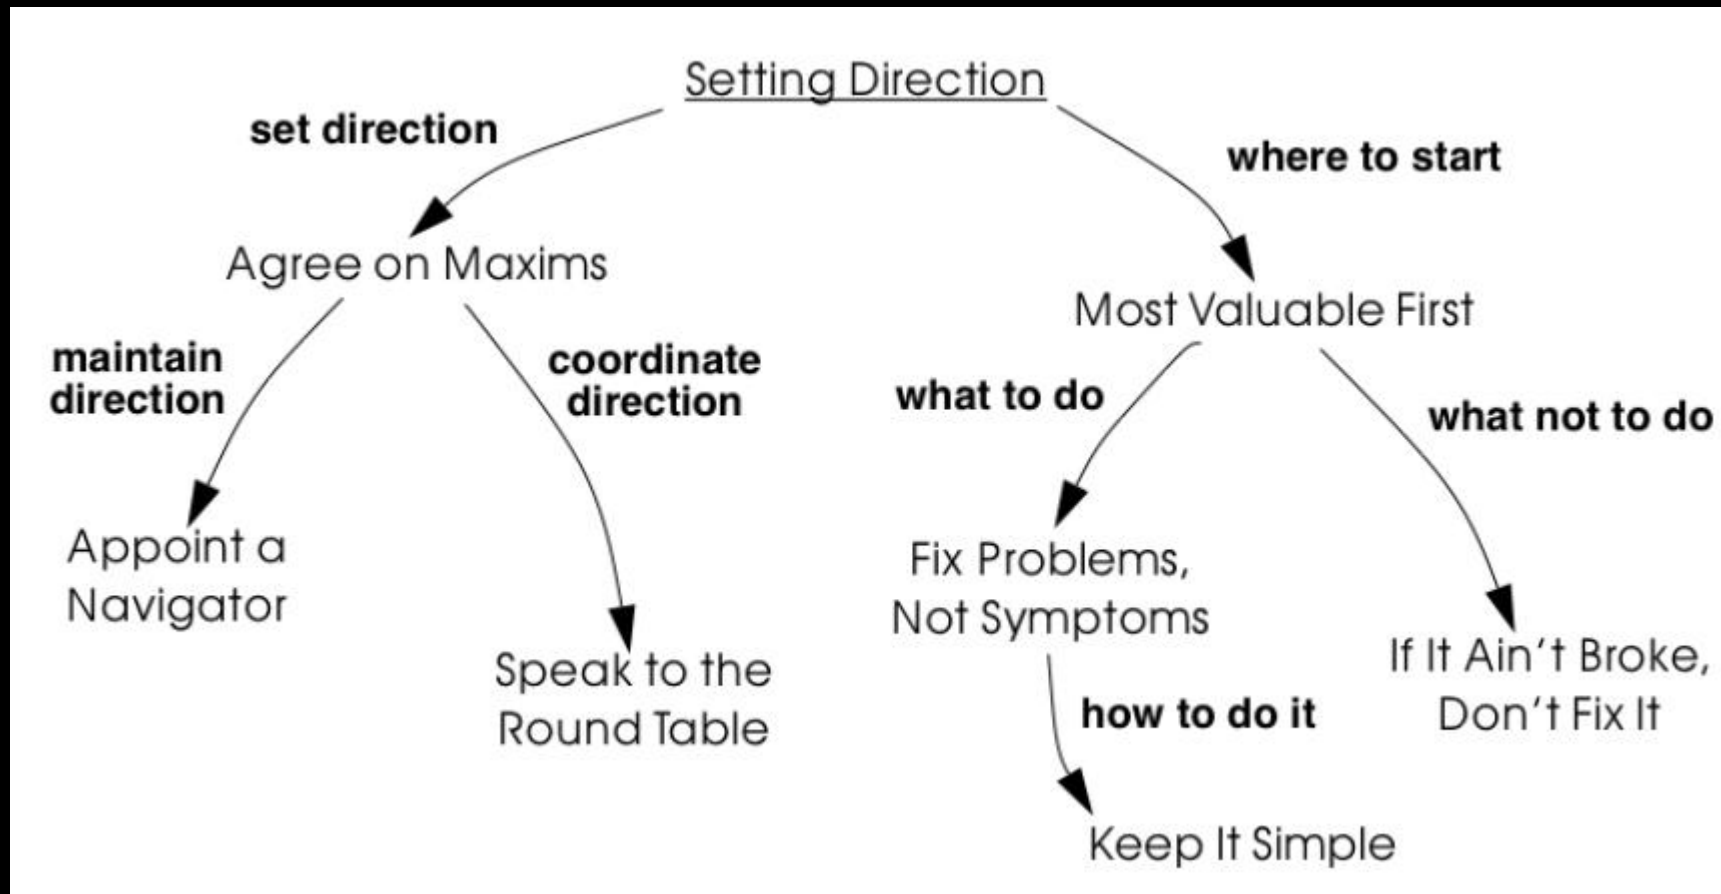 Setting Direction
set direction
where to start
Agree on Maxims
Most Valuable First
maintain
direction
coordinate
direction
what to do
what not to do
Appoint a
Navigator
Speak to the
Round Table
Fix Problems,
Not Symptoms
If It Ain't Broke,
Don't Fix It
how to do it
Keep It Simple